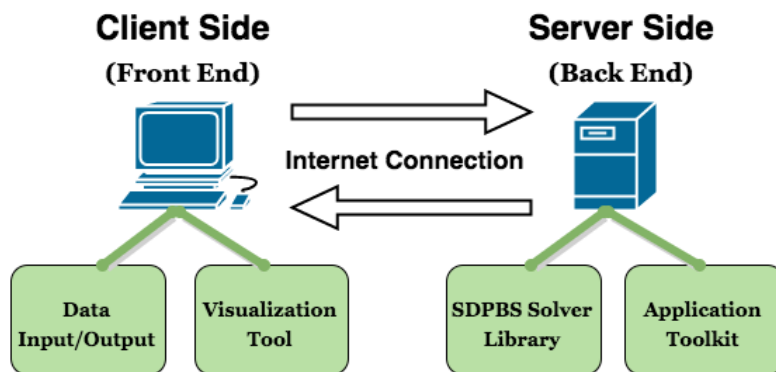 Client Side
(Front End)
Server Side
(Back End)
Internet Connection
Data
Input/Output
Visualization
Tool
SDPBS Solver
Library
Application
Toolkit